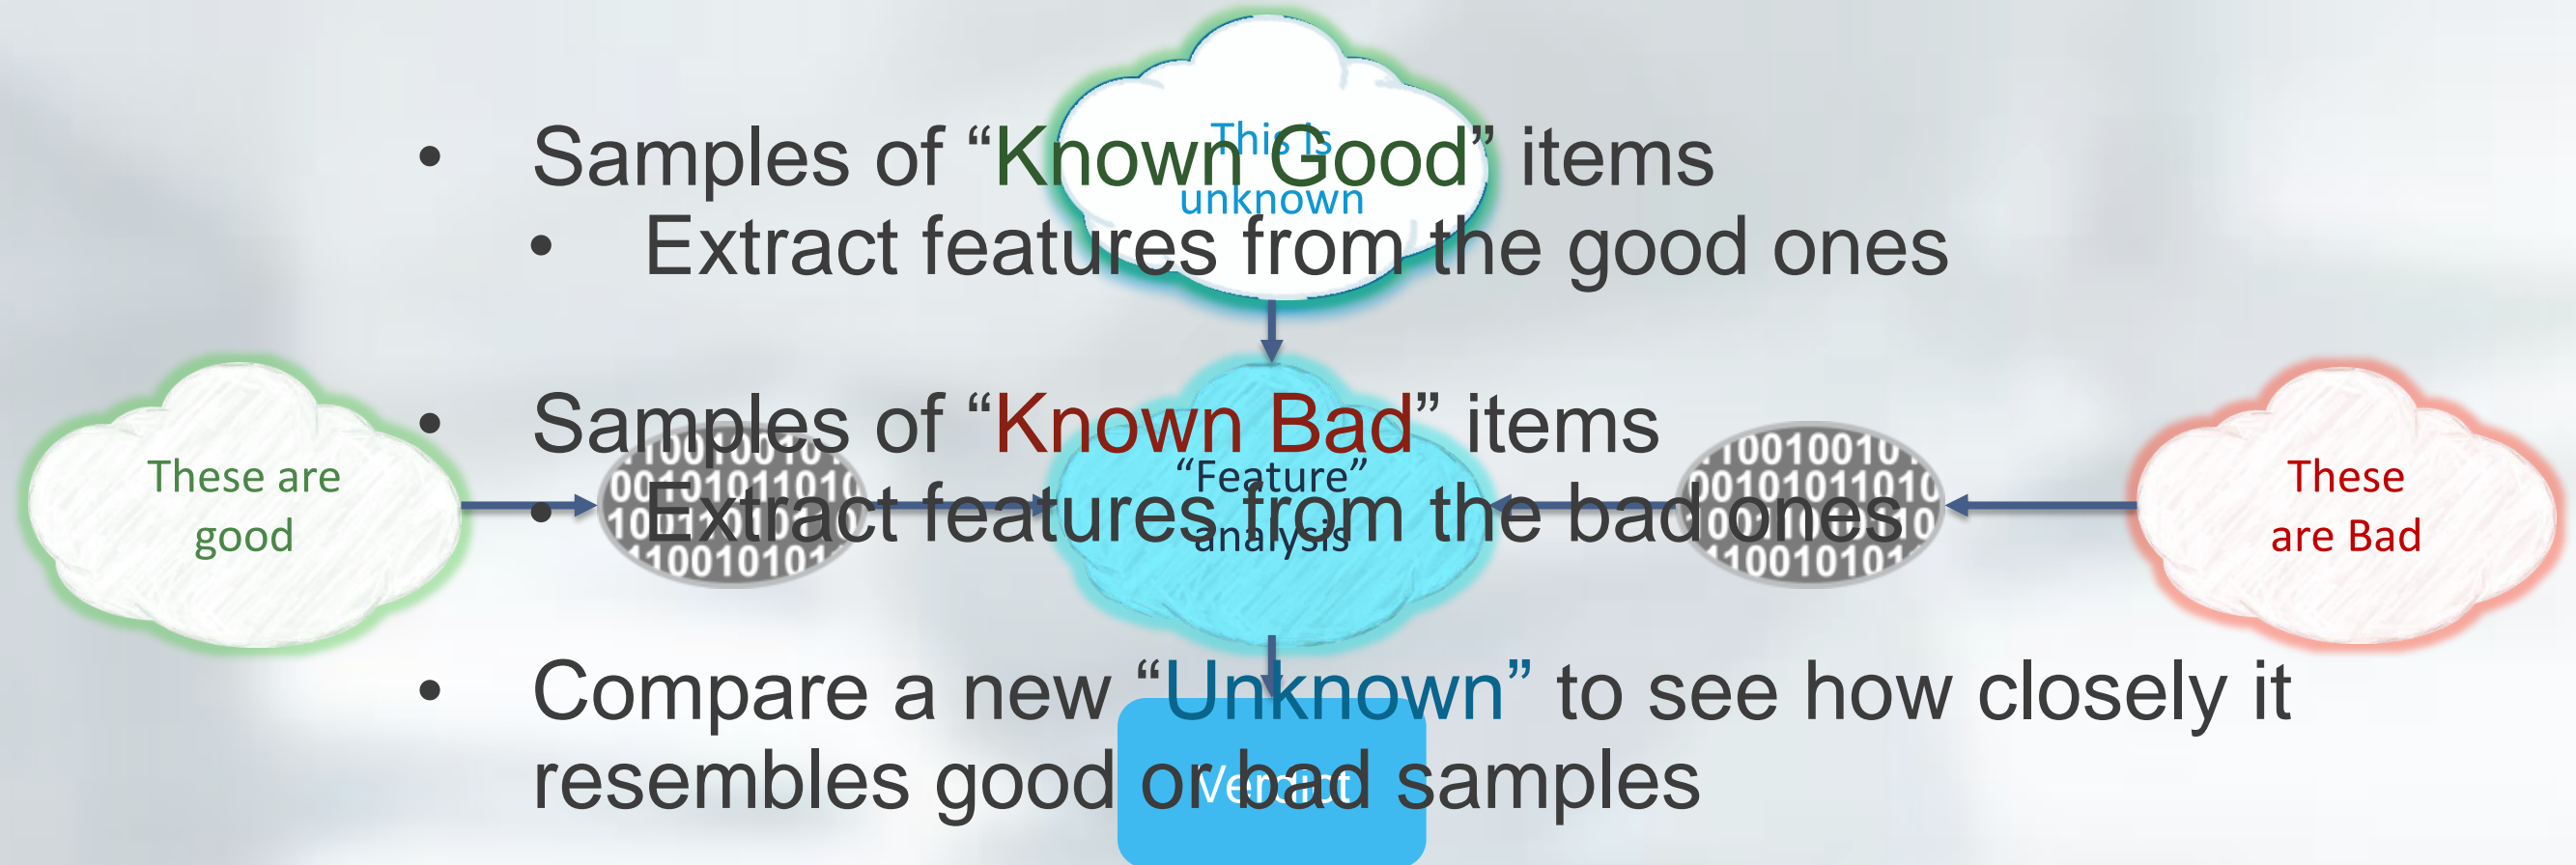 This is
unknown
• Samples of “Known Good” items
• Extract features from the good ones
• Samples of “Known Bad” items
• Extract features from the bad ones
• Compare a new “Unknown” to see how closely it
resembles good or bad samples
These are
good
“Feature”
analysis
These
are Bad
Verdict